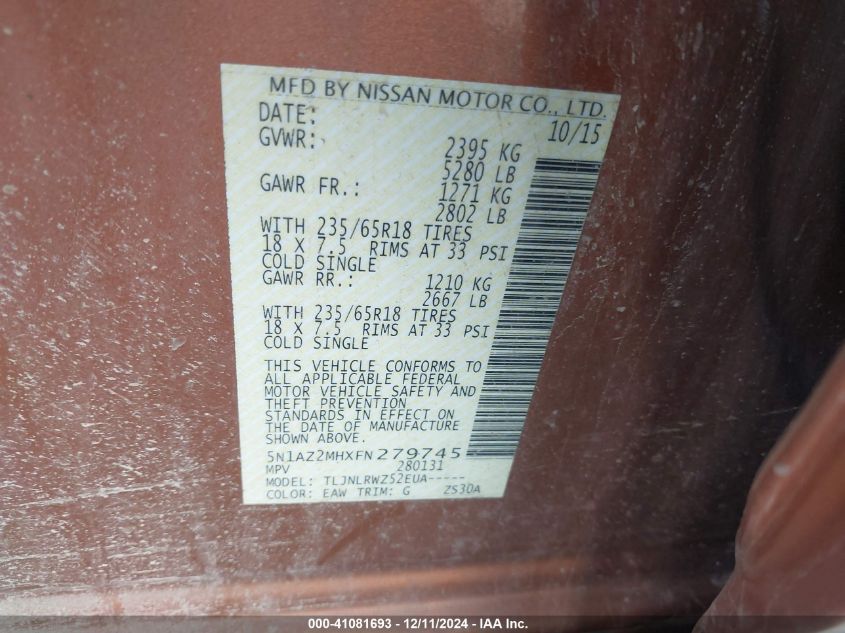 MFD BY NISSAN MOTOR CO., LTD.
DATE: 10/15
GVWR: 2395 KG
5280 LB
GAWR FR.: 1271 KG
2802 LB
WITH 235/65R18 TIRES
18 X 7.5 RIMS AT 33 PSI
COLD SINGLE
GAWR RR.: 1210 KG
2667 LB
WITH 235/65R18 TIRES
18 X 7.5 RIMS AT 33 PSI
COLD SINGLE
THIS VEHICLE CONFORMS TO
ALL APPLICABLE FEDERAL
MOTOR VEHICLE SAFETY AND
THEFT PREVENTION
STANDARDS IN EFFECT ON
THE DATE OF MANUFACTURE
SHOWN ABOVE.
5N1AZ2MHXFN279745
MPV 280131
MODEL: TLJNLRWZ52EUA-----
COLOR: EAW TRIM: G ZS30A
000-41081693 - 12/11/2024 - IAA Inc.